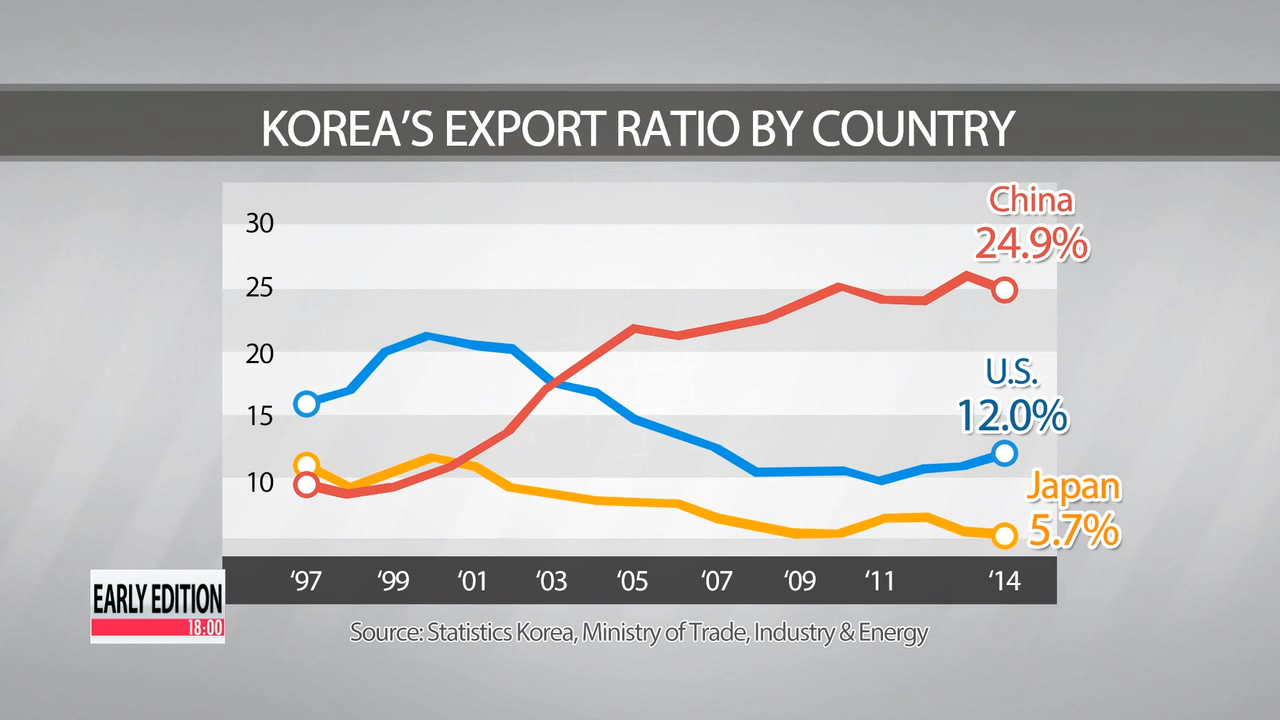 KOREA’S EXPORT RATIO BY COUNTRY
30
25
20
15
10
China
24.9%
U.S.
12.0%
Japan
5.7%
‘97 ‘99 ‘01 ‘03 ‘05 ‘07 ‘09 ‘11 ‘14
EARLY EDITION
18:00
Source: Statistics Korea, Ministry of Trade, Industry & Energy